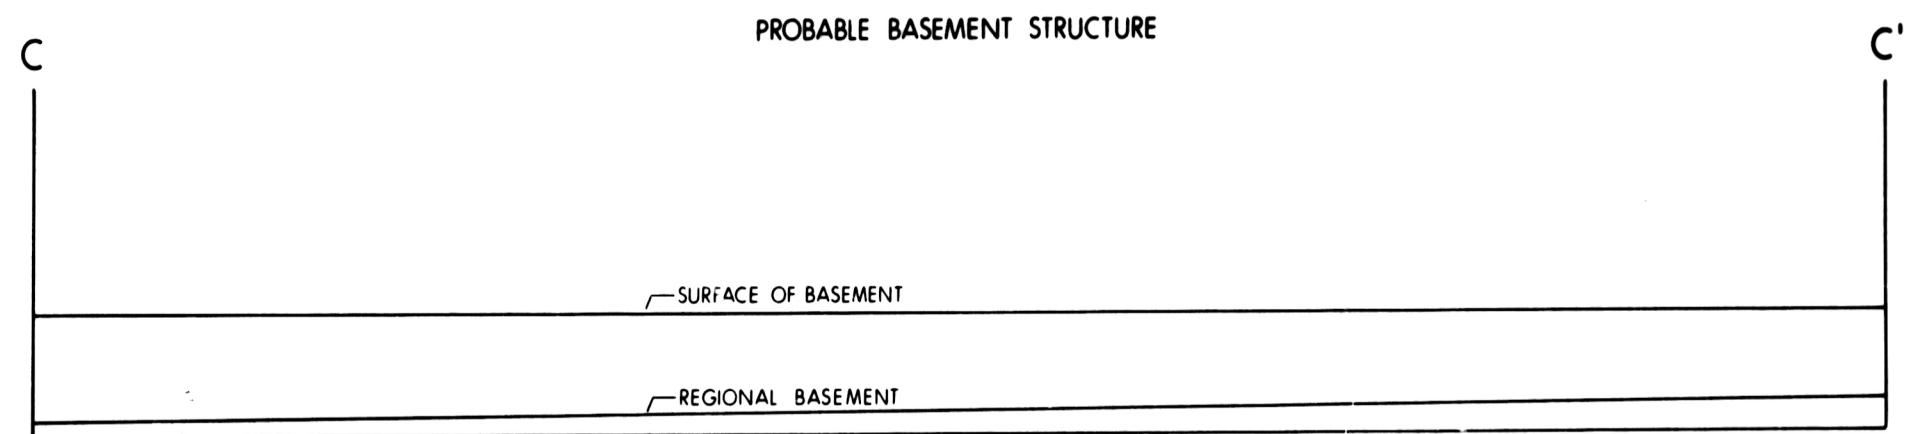 PROBABLE BASEMENT STRUCTURE
C
C'
SURFACE OF BASEMENT
REGIONAL BASEMENT